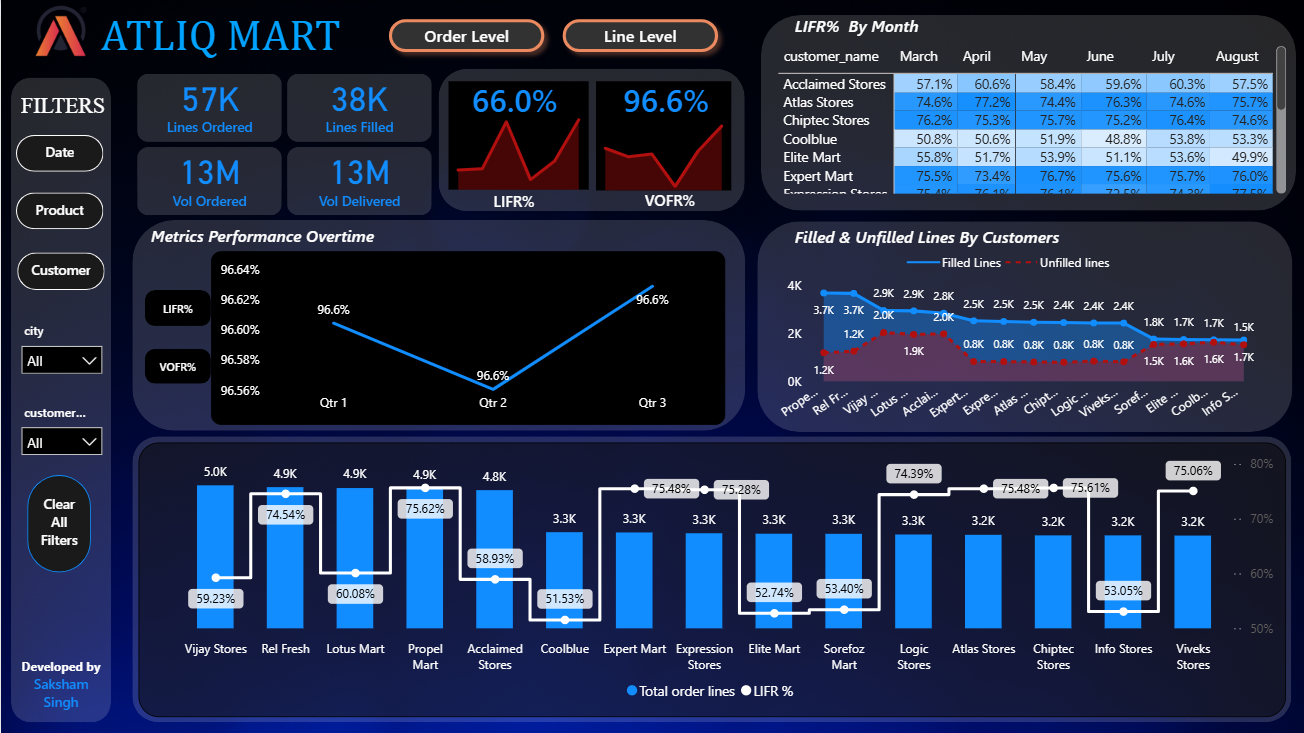 ATLIQ MART
Order Level
Line Level
FILTERS
Date
Product
Customer
city
All
customer...
All
Clear
All
Filters
Developed by
Saksham
Singh
57K
Lines Ordered
38K
Lines Filled
13M
Vol Ordered
13M
Vol Delivered
66.0%
LIFR%
96.6%
VOFR%
LIFR% By Month
customer_name March April May June July August
Acclaimed Stores 57.1% 60.6% 58.4% 59.6% 60.3% 57.5%
Atlas Stores 74.6% 77.2% 74.4% 76.3% 74.6% 75.7%
Chiptec Stores 76.2% 75.3% 75.7% 75.2% 76.4% 74.6%
Coolblue 50.8% 50.6% 51.9% 48.8% 53.8% 53.3%
Elite Mart 55.8% 51.7% 53.9% 51.1% 53.6% 49.9%
Expert Mart 75.5% 73.4% 76.7% 75.6% 75.7% 76.0%
Expression Stores 75.4% 76.1% 76.1% 72.5% 74.3% 77.5%
Metrics Performance Overtime
LIFR%
VOFR%
96.64%
96.62%
96.60%
96.58%
96.56%
96.6%
96.6%
96.6%
Qtr 1 Qtr 2 Qtr 3
Filled & Unfilled Lines By Customers
Filled Lines Unfilled lines
4K
2K
0K
3.7K 3.7K 2.9K 2.9K 2.8K 2.5K 2.5K 2.4K 2.4K 2.4K 2.4K 1.8K 1.7K 1.7K 1.5K
1.2K 1.2K 2.0K 1.9K 2.0K 0.8K 0.8K 0.8K 0.8K 0.8K 0.8K 1.5K 1.6K 1.6K 1.7K
Prope... Rel Fr... Vijay ... Lotus ... Acclai... Expert... Expre... Atlas ... Chipt... Logic ... Viveks... Soref... Elite ... Coolb... Info S...
5.0K 4.9K 4.9K 4.9K 4.8K 3.3K 3.3K 3.3K 3.3K 3.3K 3.3K 3.2K 3.2K 3.2K 3.2K
59.23% 74.54% 60.08% 75.62% 58.93% 51.53% 75.48% 75.28% 52.74% 53.40% 74.39% 75.48% 75.61% 53.05% 75.06%
80%
70%
60%
50%
Vijay Stores Rel Fresh Lotus Mart Propel Mart Acclaimed Stores Coolblue Expert Mart Expression Stores Elite Mart Sorefoz Mart Logic Stores Atlas Stores Chiptec Stores Info Stores Viveks Stores
Total order lines LIFR %